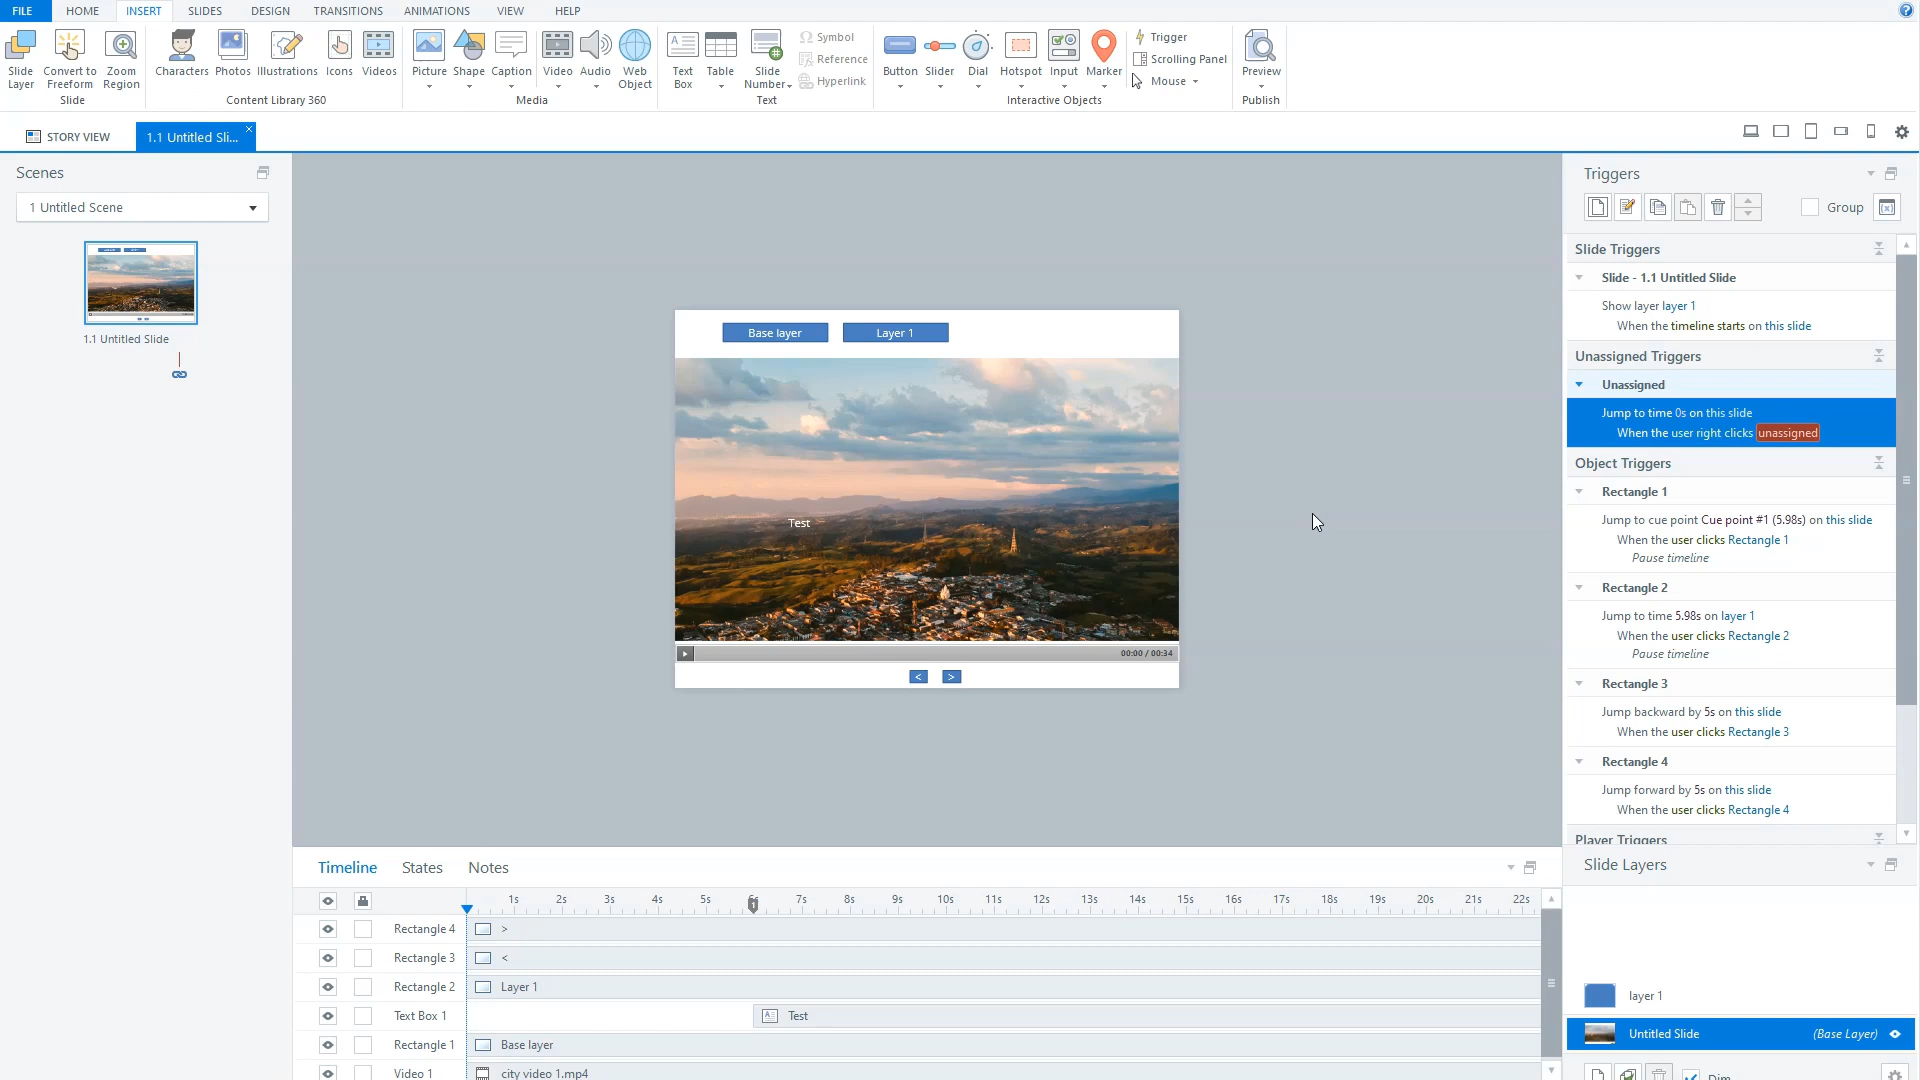 FILE
HOME
INSERT
SLIDES
DESIGN
TRANSITIONS
ANIMATIONS
VIEW
HELP
Slide Layer
Convert to Freeform
Zoom Region
Slide
Characters
Photos
Illustrations
Icons
Videos
Content Library 360
Picture
Shape
Caption
Video
Audio
Web Object
Media
Text Box
Table
Slide Number
Symbol
Reference
Hyperlink
Text
Button
Slider
Dial
Hotspot
Input
Marker
Trigger
Scrolling Panel
Mouse
Interactive Objects
Preview
Publish
STORY VIEW
1.1 Untitled Sli...
Scenes
1 Untitled Scene
1.1 Untitled Slide
Base layer
Layer 1
Test
00:00 / 00:34
<
>
Triggers
Group
Slide Triggers
Slide - 1.1 Untitled Slide
Show layer layer 1
When the timeline starts on this slide
Unassigned Triggers
Unassigned
Jump to time 0s on this slide
When the user right clicks unassigned
Object Triggers
Rectangle 1
Jump to cue point Cue point #1 (5.98s) on this slide
When the user clicks Rectangle 1
Pause timeline
Rectangle 2
Jump to time 5.98s on layer 1
When the user clicks Rectangle 2
Pause timeline
Rectangle 3
Jump backward by 5s on this slide
When the user clicks Rectangle 3
Rectangle 4
Jump forward by 5s on this slide
When the user clicks Rectangle 4
Player Triggers
Slide Layers
layer 1
Untitled Slide (Base Layer)
Dim
Timeline
States
Notes
1s 2s 3s 4s 5s 6s 7s 8s 9s 10s 11s 12s 13s 14s 15s 16s 17s 18s 19s 20s 21s 22s
1
Rectangle 4 >
Rectangle 3 <
Rectangle 2 Layer 1
Text Box 1 Test
Rectangle 1 Base layer
Video 1 city video 1.mp4